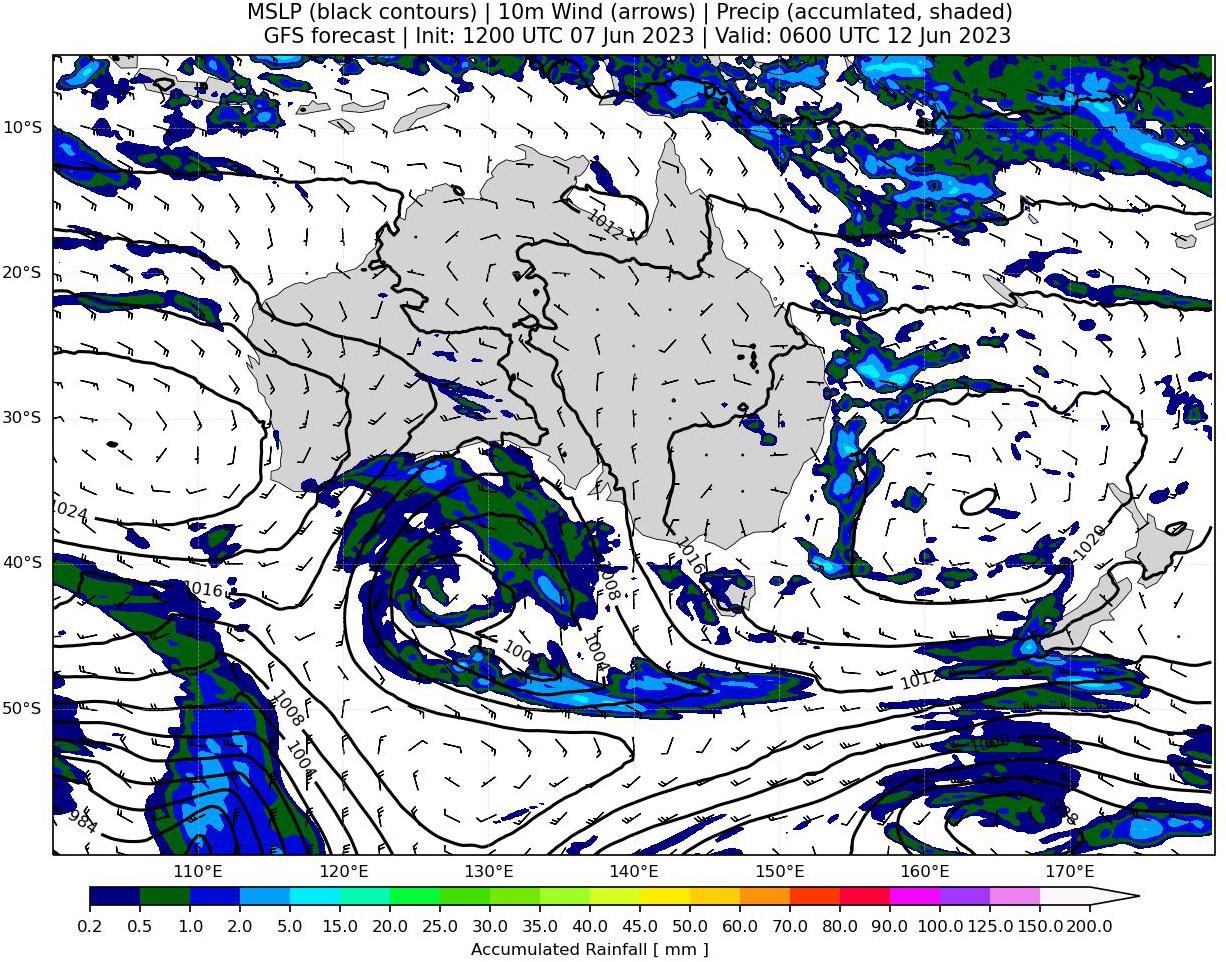 MSLP (black contours) | 10m Wind (arrows) | Precip (accumlated, shaded)
GFS forecast | Init: 1200 UTC 07 Jun 2023 | Valid: 0600 UTC 12 Jun 2023
10°S
1012
20°S
30°S
1024
1020
1016
40°S
1016
1008
1004
100
1012
50°S
1008
1004
1000
984
988
110°E 120°E 130°E 140°E 150°E 160°E 170°E
0.2 0.5 1.0 2.0 5.0 15.0 20.0 25.0 30.0 35.0 40.0 45.0 50.0 60.0 70.0 80.0 90.0 100.0 125.0 150.0 200.0
Accumulated Rainfall [ mm ]